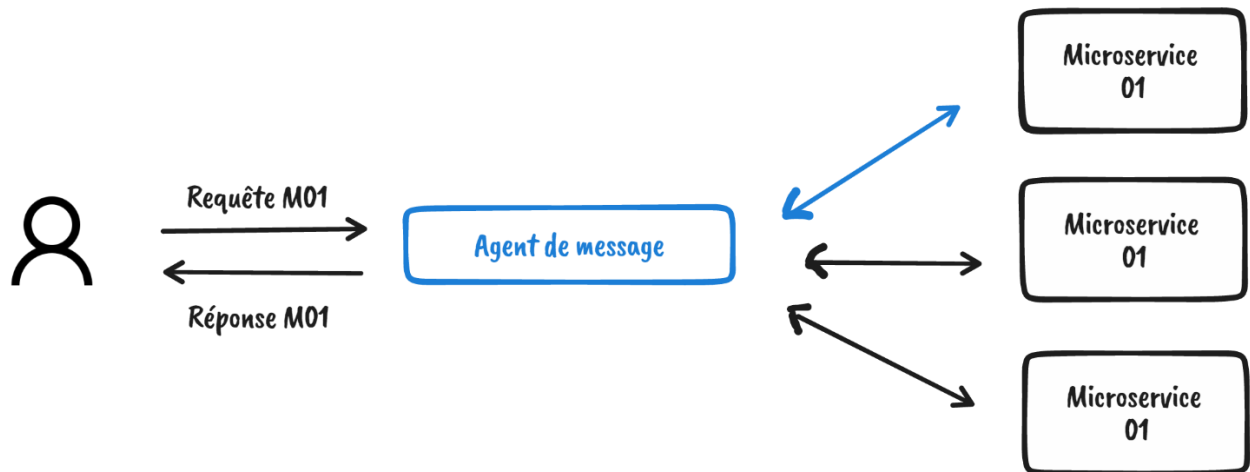 Requête M01
Réponse M01
Agent de message
Microservice
01
Microservice
01
Microservice
01